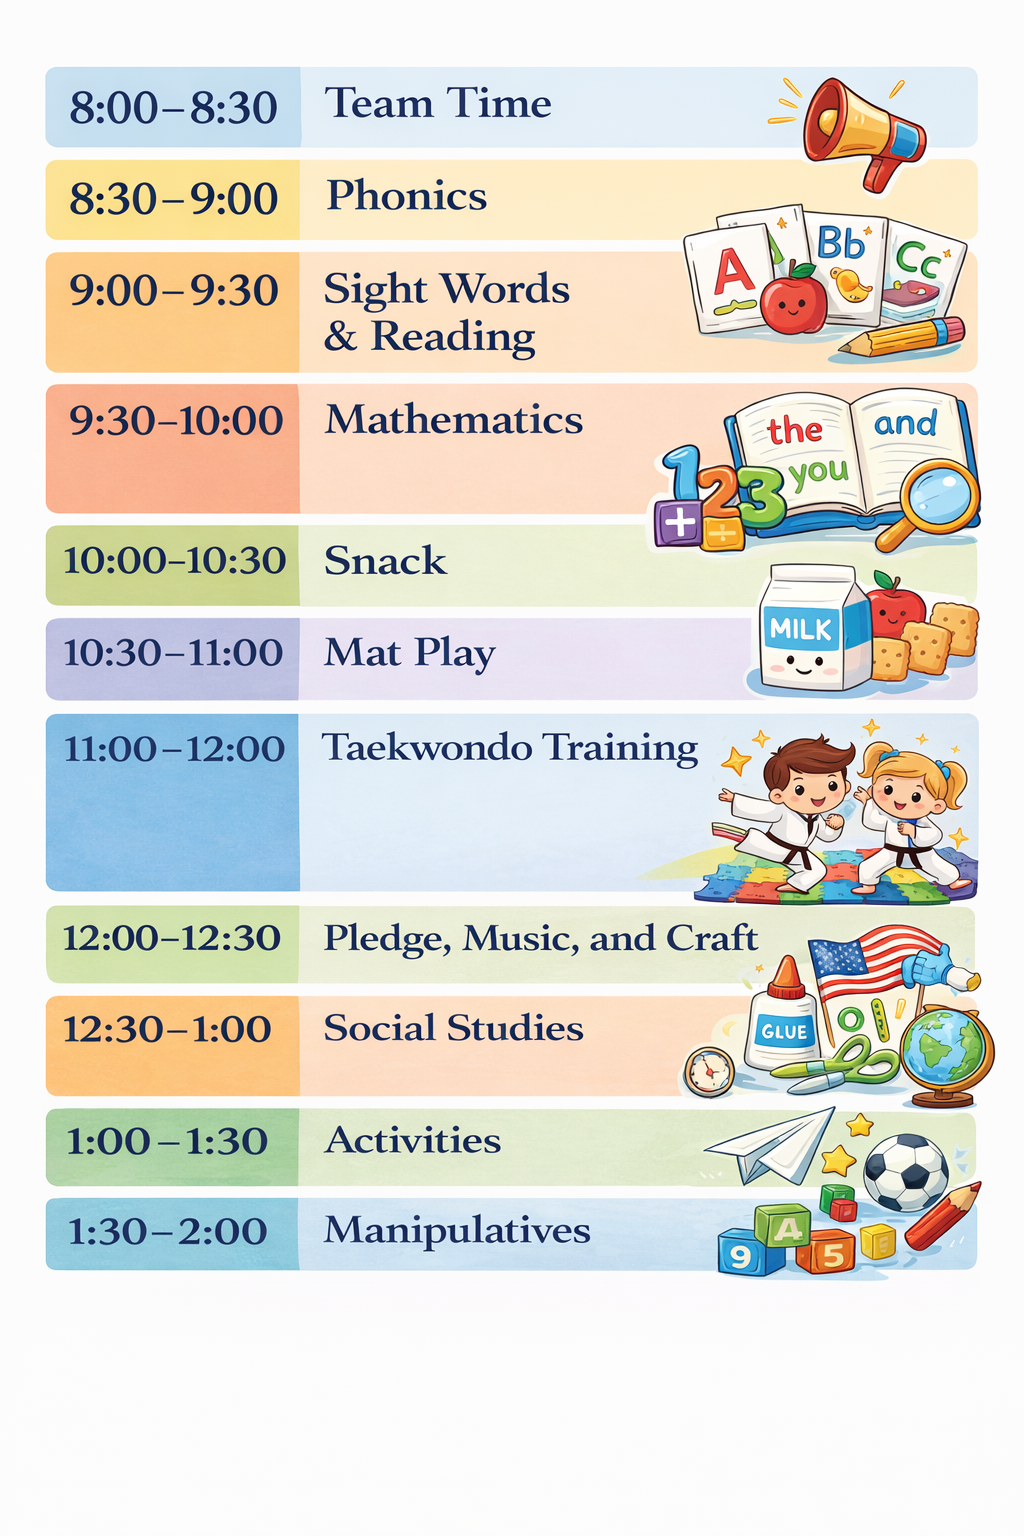 8:00–8:30 Team Time
8:30–9:00 Phonics
A
Bb
Cc
9:00–9:30 Sight Words
& Reading
9:30–10:00 Mathematics
the and
you
123
+
÷
10:00–10:30 Snack
MILK
10:30–11:00 Mat Play
11:00–12:00 Taekwondo Training
12:00–12:30 Pledge, Music, and Craft
12:30–1:00 Social Studies
GLUE
1:00–1:30 Activities
1:30–2:00 Manipulatives
A
9 5